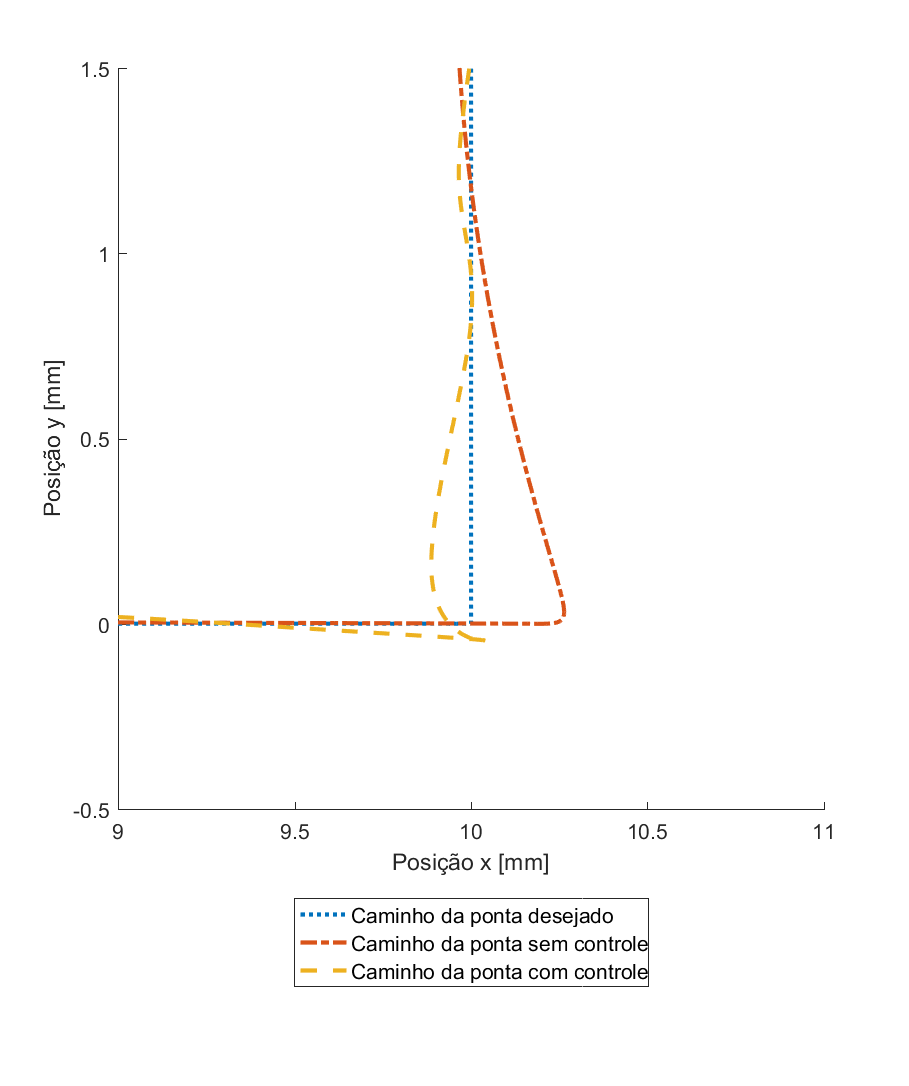 1.5
1
0.5
0
-0.5
Posição y [mm]
9
9.5
10
10.5
11
Posição x [mm]
Caminho da ponta desejado
Caminho da ponta sem controle
Caminho da ponta com controle